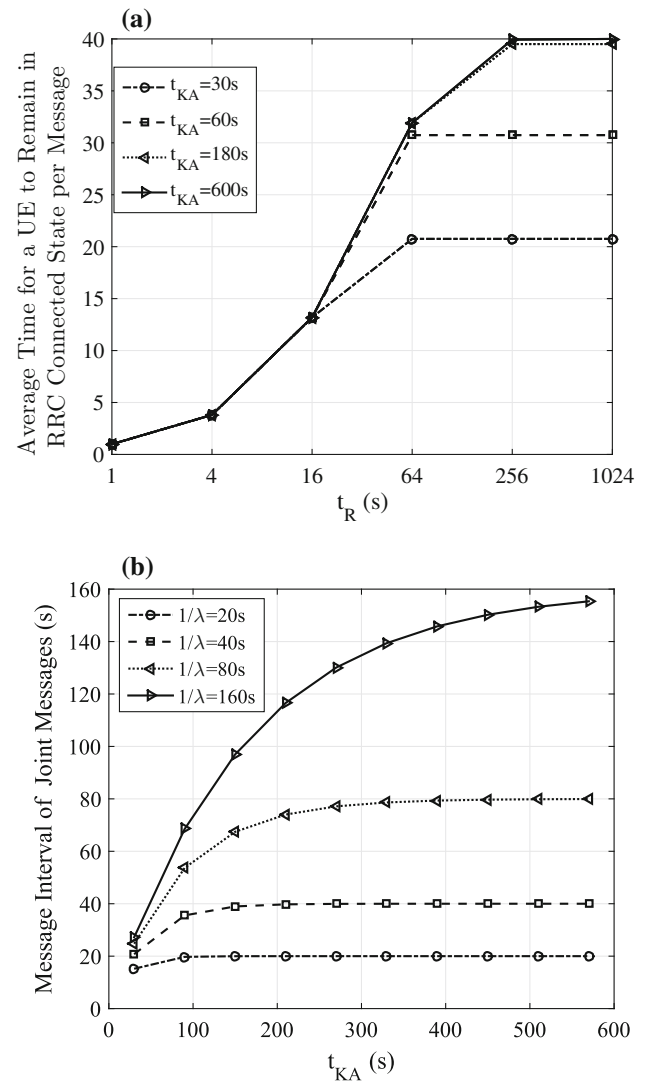 (a)
40
35
30
25
20
15
10
5
0
t_KA=30s
t_KA=60s
t_KA=180s
t_KA=600s
Average Time for a UE to Remain in
RRC Connected State per Message
1 4 16 64 256 1024
t_R (s)
(b)
160
140
120
100
80
60
40
20
0
1/λ=20s
1/λ=40s
1/λ=80s
1/λ=160s
Message Interval of Joint Messages (s)
0 100 200 300 400 500 600
t_KA (s)